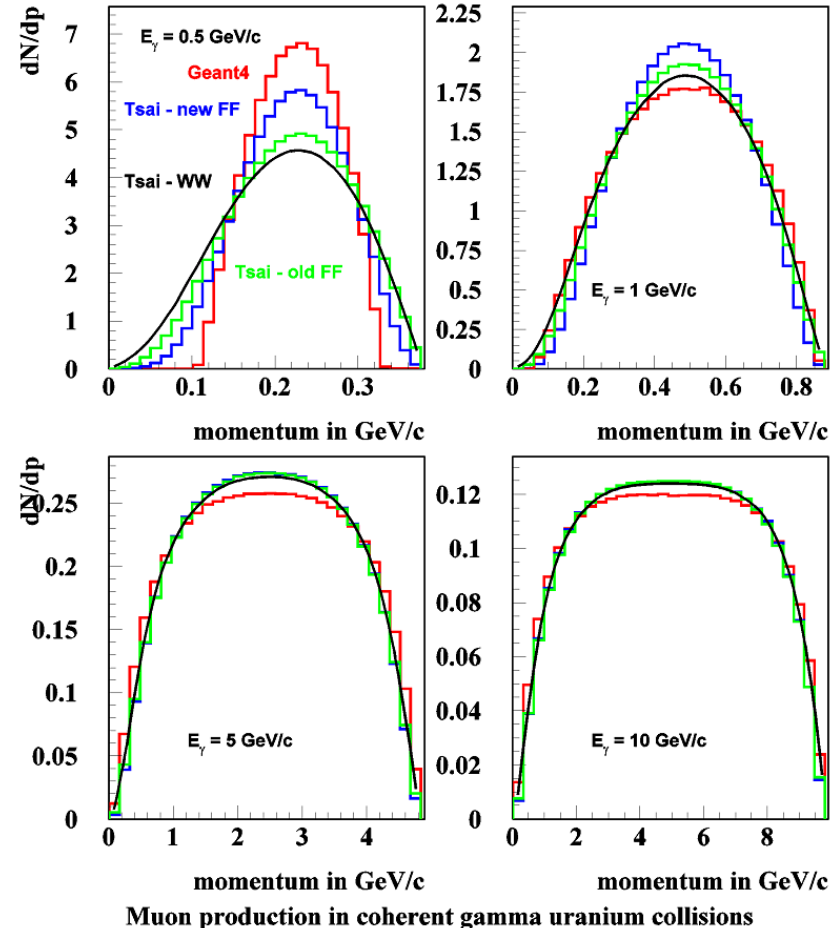 dN/dp
7
6
5
4
3
2
1
0
E_γ = 0.5 GeV/c
Geant4
Tsai - new FF
Tsai - WW
Tsai - old FF
0 0.1 0.2 0.3
momentum in GeV/c
2.25
2
1.75
1.5
1.25
1
0.75
0.5
0.25
0
E_γ = 1 GeV/c
0 0.2 0.4 0.6 0.8
momentum in GeV/c
dN/dp
0.25
0.2
0.15
0.1
0.05
0
E_γ = 5 GeV/c
0 1 2 3 4
momentum in GeV/c
0.12
0.1
0.08
0.06
0.04
0.02
0
E_γ = 10 GeV/c
0 2 4 6 8
momentum in GeV/c
Muon production in coherent gamma uranium collisions